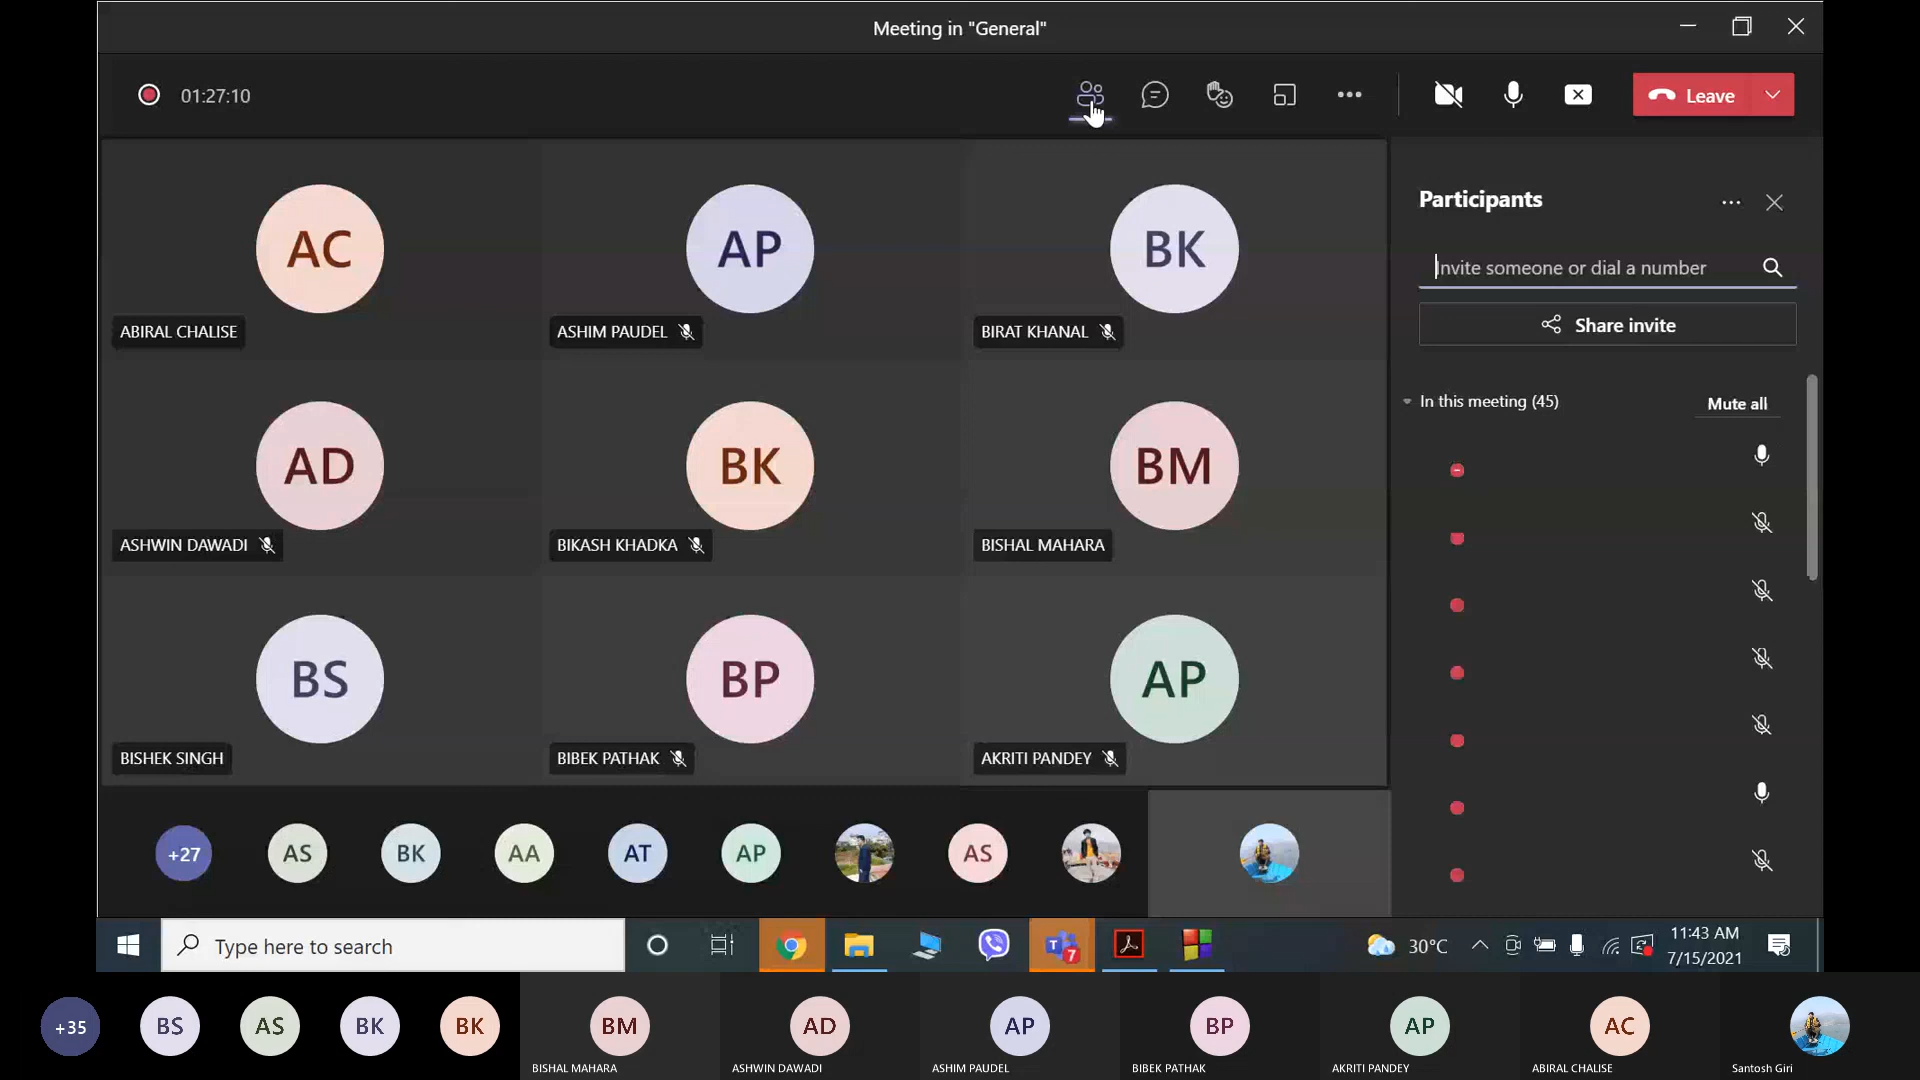 Meeting in "General"
01:27:10
Leave
AC
ABIRAL CHALISE
AP
ASHIM PAUDEL
BK
BIRAT KHANAL
AD
ASHWIN DAWADI
BK
BIKASH KHADKA
BM
BISHAL MAHARA
BS
BISHEK SINGH
BP
BIBEK PATHAK
AP
AKRITI PANDEY
Participants
Invite someone or dial a number
Share invite
In this meeting (45)
Mute all
+27
AS
BK
AA
AT
AP
AS
Type here to search
T
7
30°C
11:43 AM
7/15/2021
+35
BS
AS
BK
BK
BM
BISHAL MAHARA
AD
ASHWIN DAWADI
AP
ASHIM PAUDEL
BP
BIBEK PATHAK
AP
AKRITI PANDEY
AC
ABIRAL CHALISE
Santosh Giri